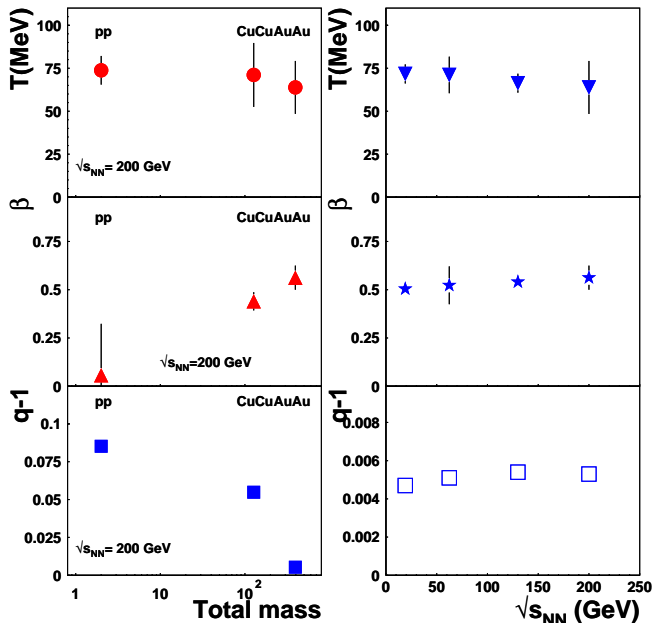 T(MeV)
100
75
50
25
0
pp
CuCuAuAu
√sNN= 200 GeV
T(MeV)
100
75
50
25
0
β
0.75
0.5
0.25
0
pp
CuCuAuAu
√sNN=200 GeV
β
0.75
0.5
0.25
0
q-1
0.1
0.075
0.05
0.025
0
pp
CuCuAuAu
√sNN= 200 GeV
1
10
10²
Total mass
q-1
0.008
0.006
0.004
0.002
0
0 50 100 150 200 250
√sNN (GeV)